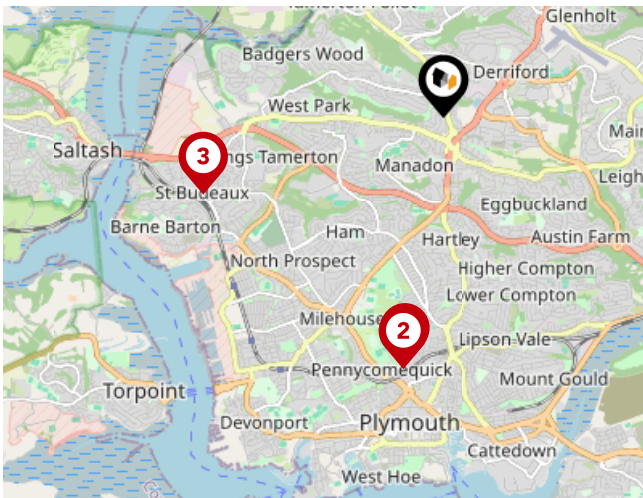 Glenholt
Badgers Wood
Derriford
West Park
Saltash
3
ngs Tamerton
Manadon
St Budeaux
Eggbuckland
Barne Barton
Ham
Hartley
Austin Farm
North Prospect
Higher Compton
Lower Compton
Milehouse
2
Lipson Vale
Pennycomequick
Mount Gould
Torpoint
Devonport
Plymouth
Cattedown
West Hoe